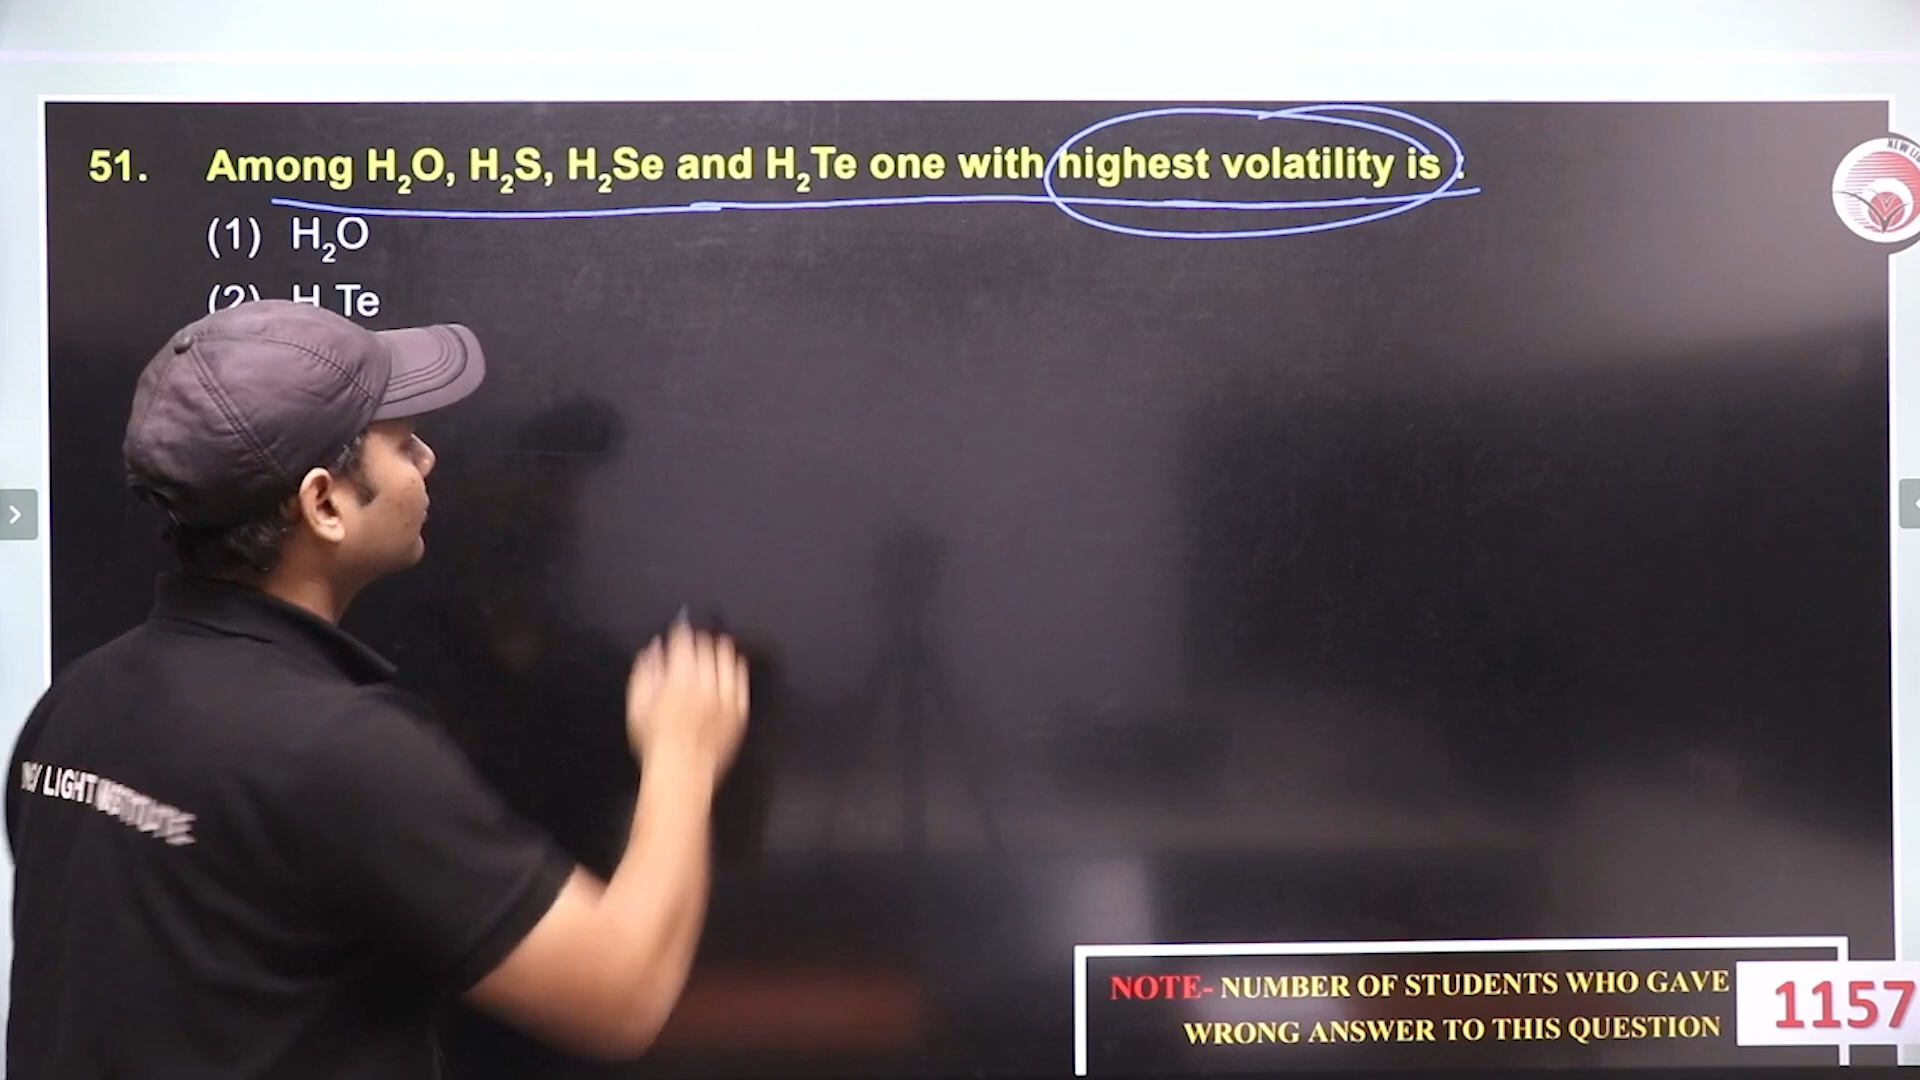 51. Among H₂O, H₂S, H₂Se and H₂Te one with highest volatility is :
(1) H₂O
(2) H Te
LIGHT
NOTE- NUMBER OF STUDENTS WHO GAVE
WRONG ANSWER TO THIS QUESTION
1157